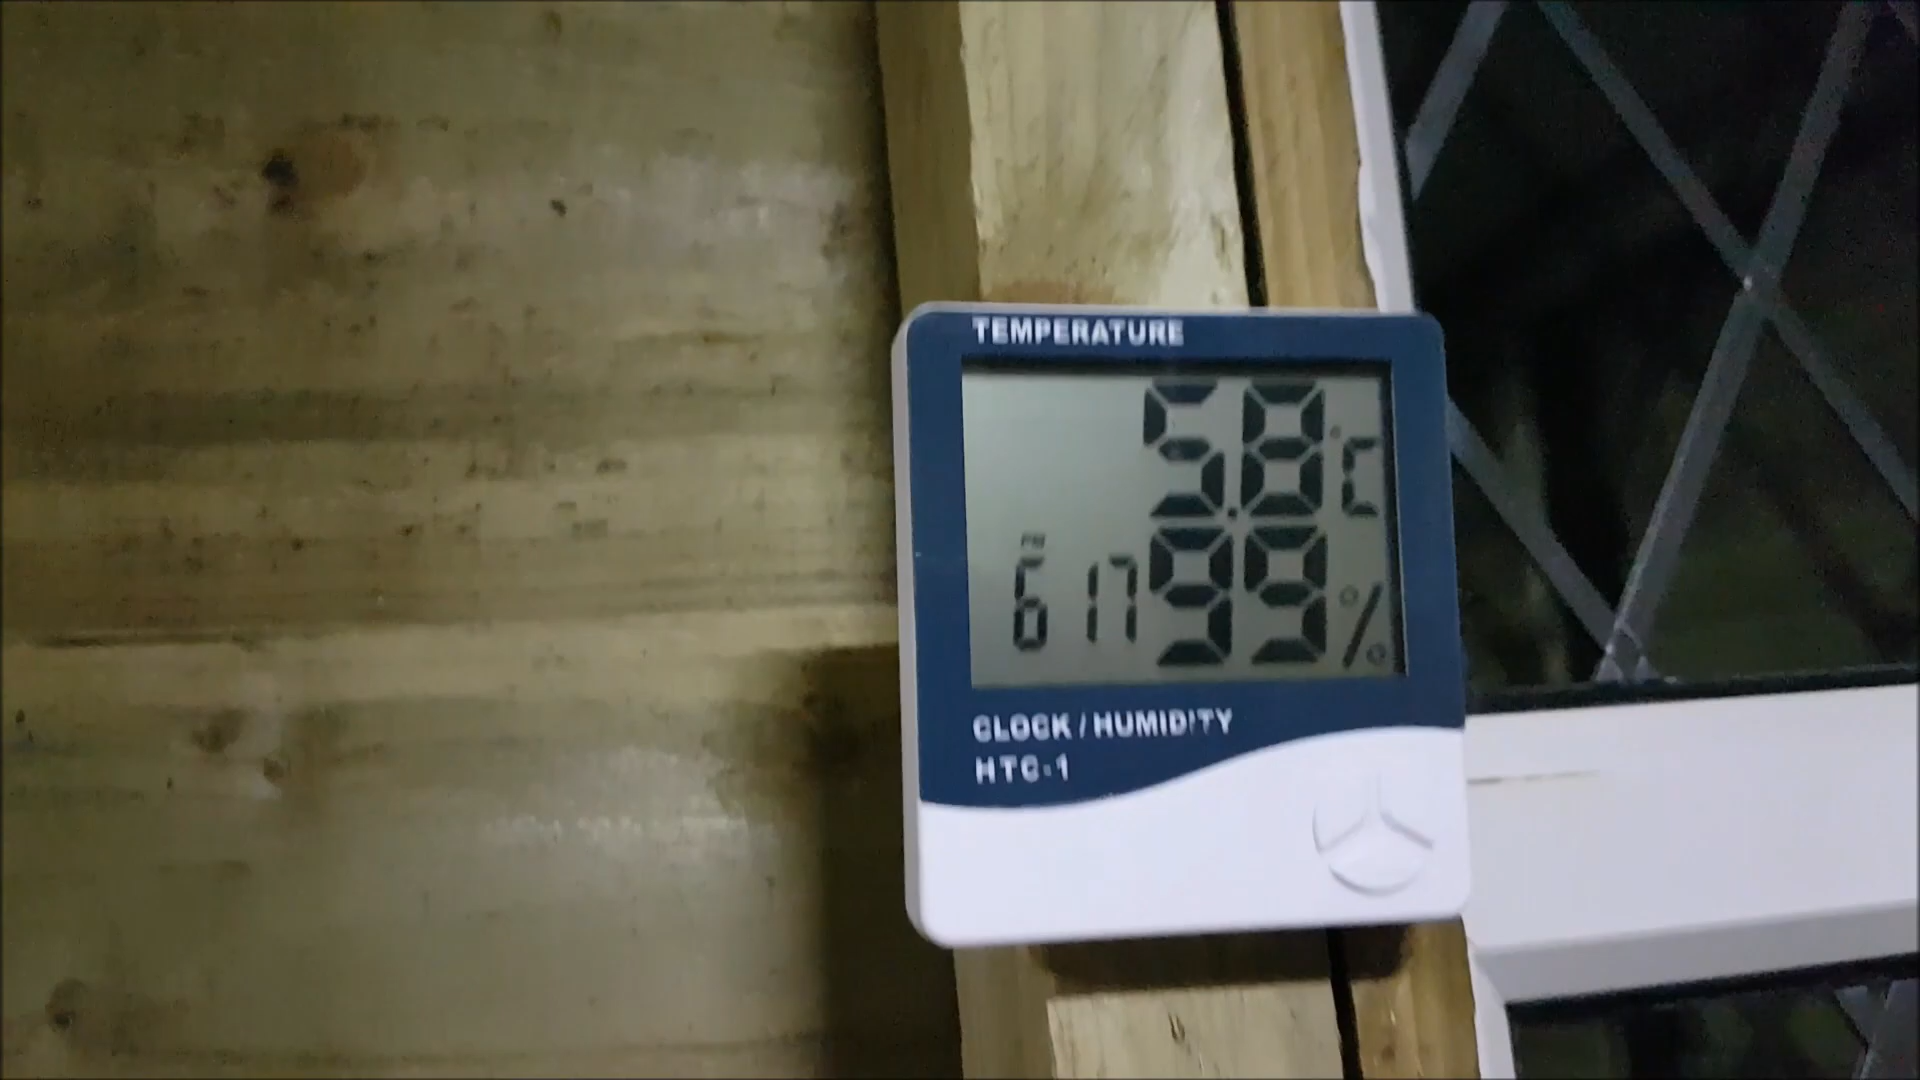 TEMPERATURE
5.8 °C
PM
6 17 99 %
CLOCK / HUMIDITY
HTC-1